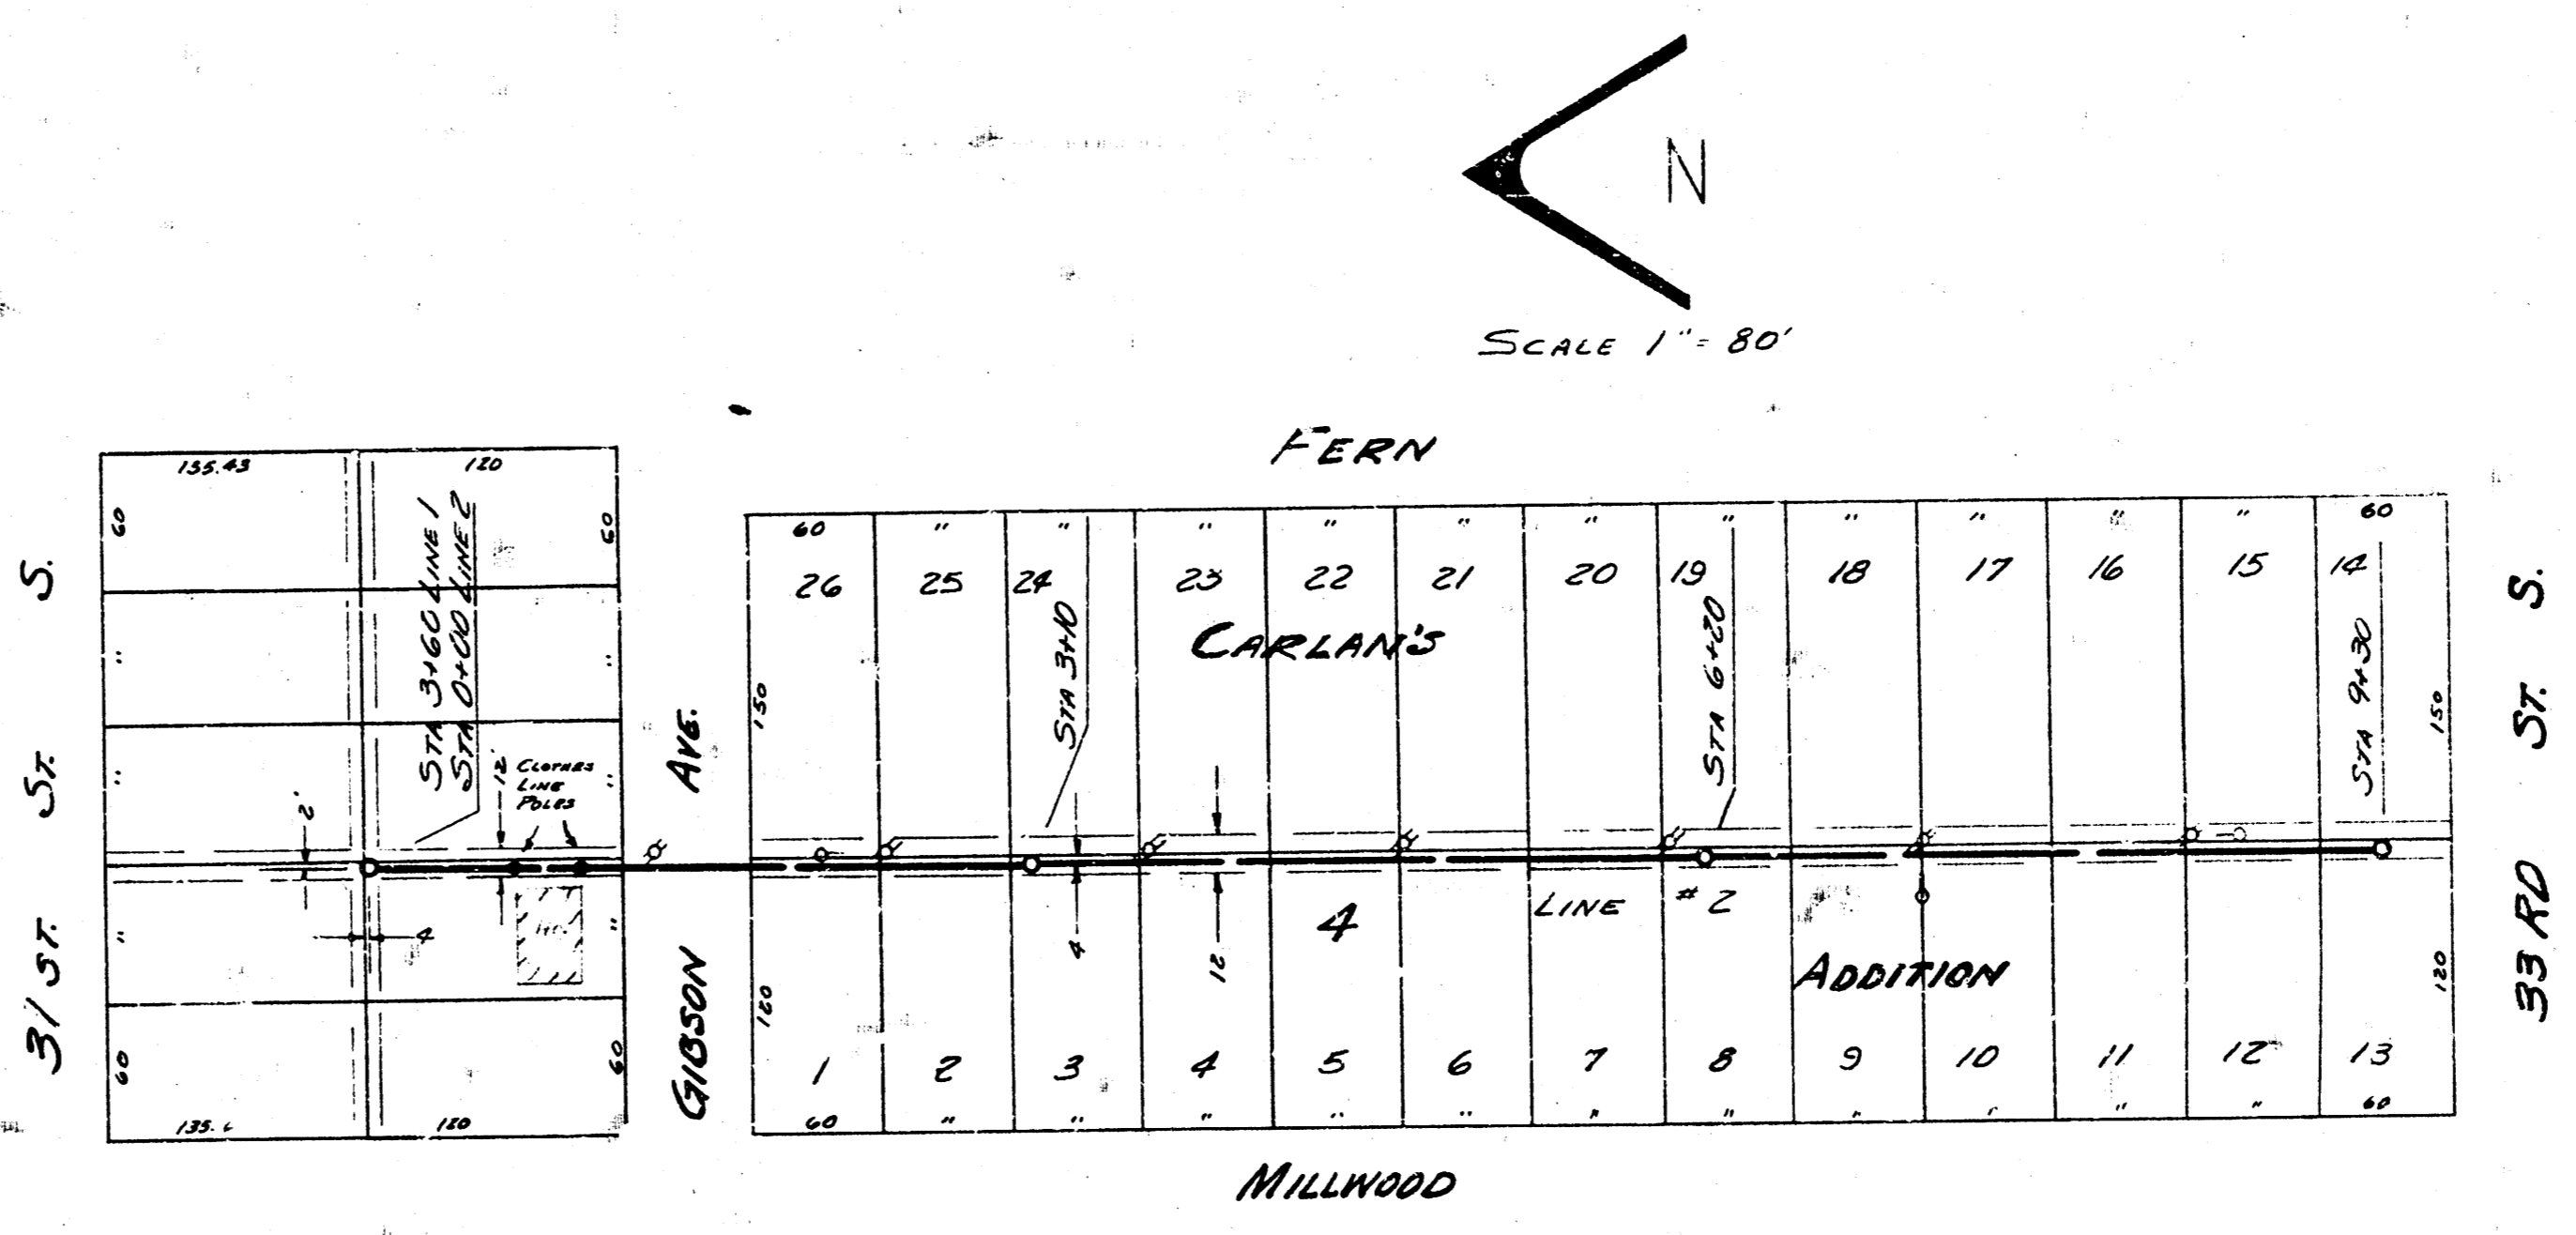 N
SCALE 1" = 80'
FERN
135.43
120
60
60
STA 3+60 LINE 1
STA 0+00 LINE 2
"
"
"
"
12'
CLOTHES
LINE
POLES
2'
4
"
"
60
60
120
31 ST. ST. S.
GIBSON AVE.
60 " " " " " " " " " " " 60
26 25 24 23 22 21 20 19 18 17 16 15 14
CARLAN'S
STA 3+10
STA 6+20
STA 9+30
150
150
4
12
4
LINE #2
ADDITION
120
120
1 2 3 4 5 6 7 8 9 10 11 12 13
60 " " " " " " " " " " " 60
33 RD ST. S.
MILLWOOD